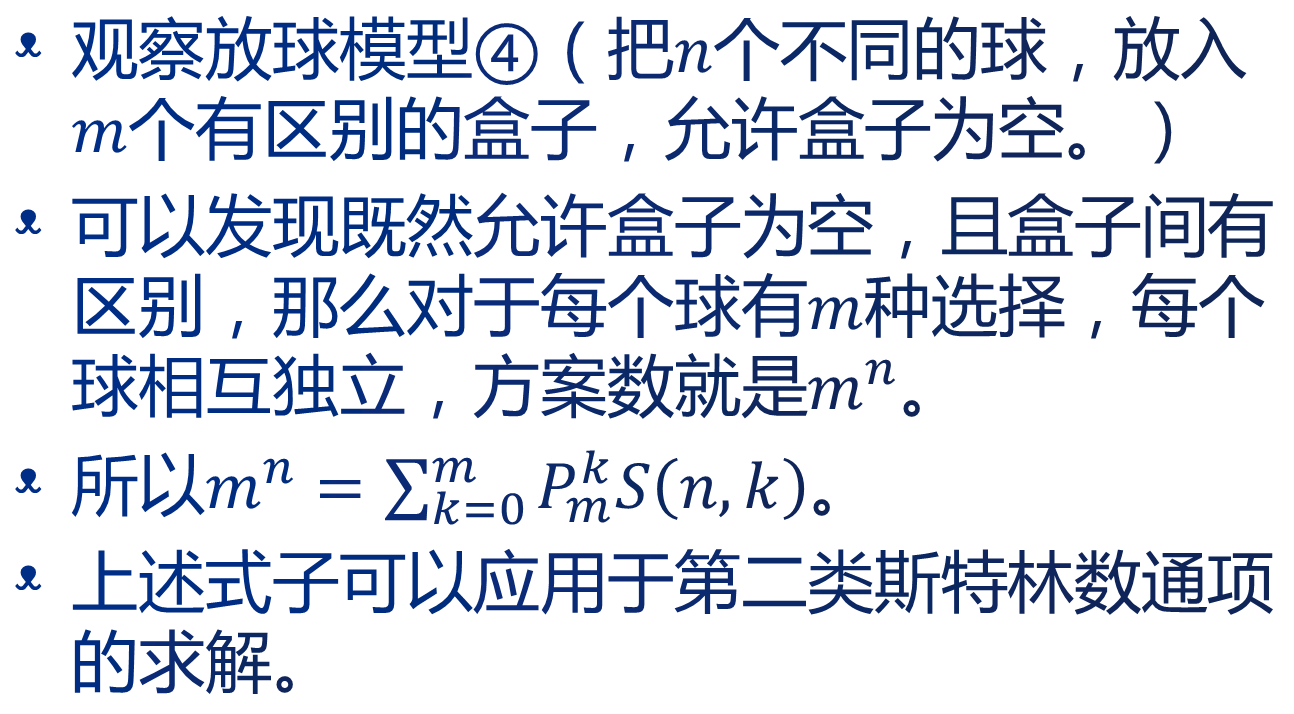 观察放球模型④（把n个不同的球，放入
m个有区别的盒子，允许盒子为空。）
可以发现既然允许盒子为空，且盒子间有
区别，那么对于每个球有m种选择，每个
球相互独立，方案数就是m^n。
所以m^n = ∑_{k=0}^{m} P_m^k S(n, k)。
上述式子可以应用于第二类斯特林数通项
的求解。